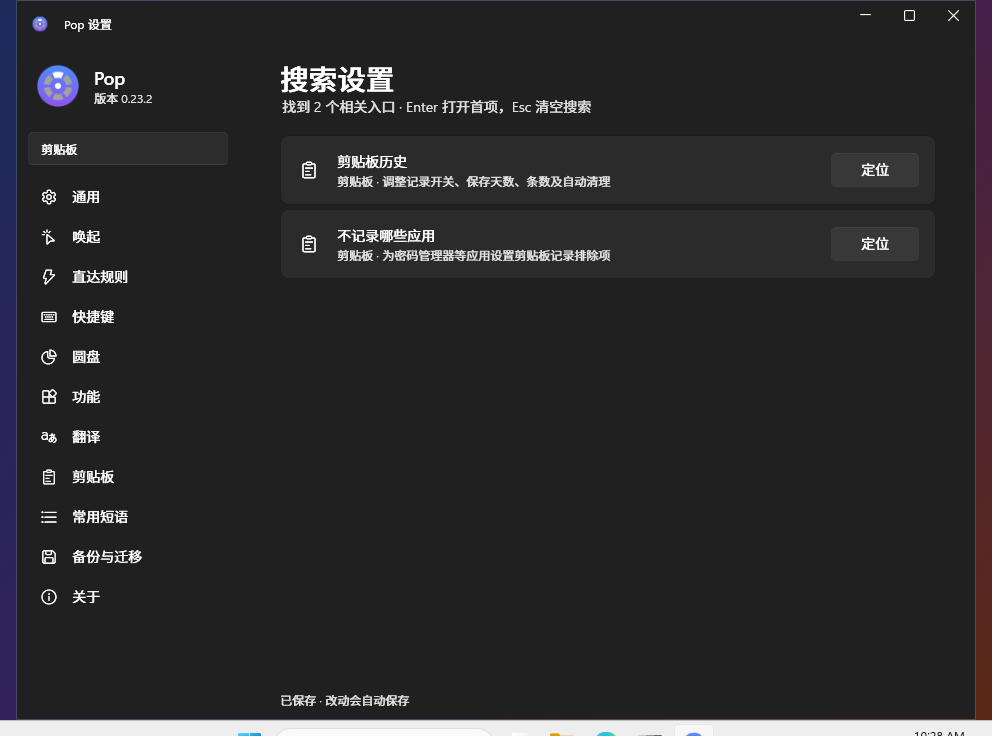 Pop 设置
Pop
版本 0.23.2
剪贴板
通用
唤起
直达规则
快捷键
圆盘
功能
翻译
剪贴板
常用短语
备份与迁移
关于
搜索设置
找到 2 个相关入口 · Enter 打开首项，Esc 清空搜索
剪贴板历史
剪贴板 · 调整记录开关、保存天数、条数及自动清理
定位
不记录哪些应用
剪贴板 · 为密码管理器等应用设置剪贴板记录排除项
定位
已保存 · 改动会自动保存
10:28 AM